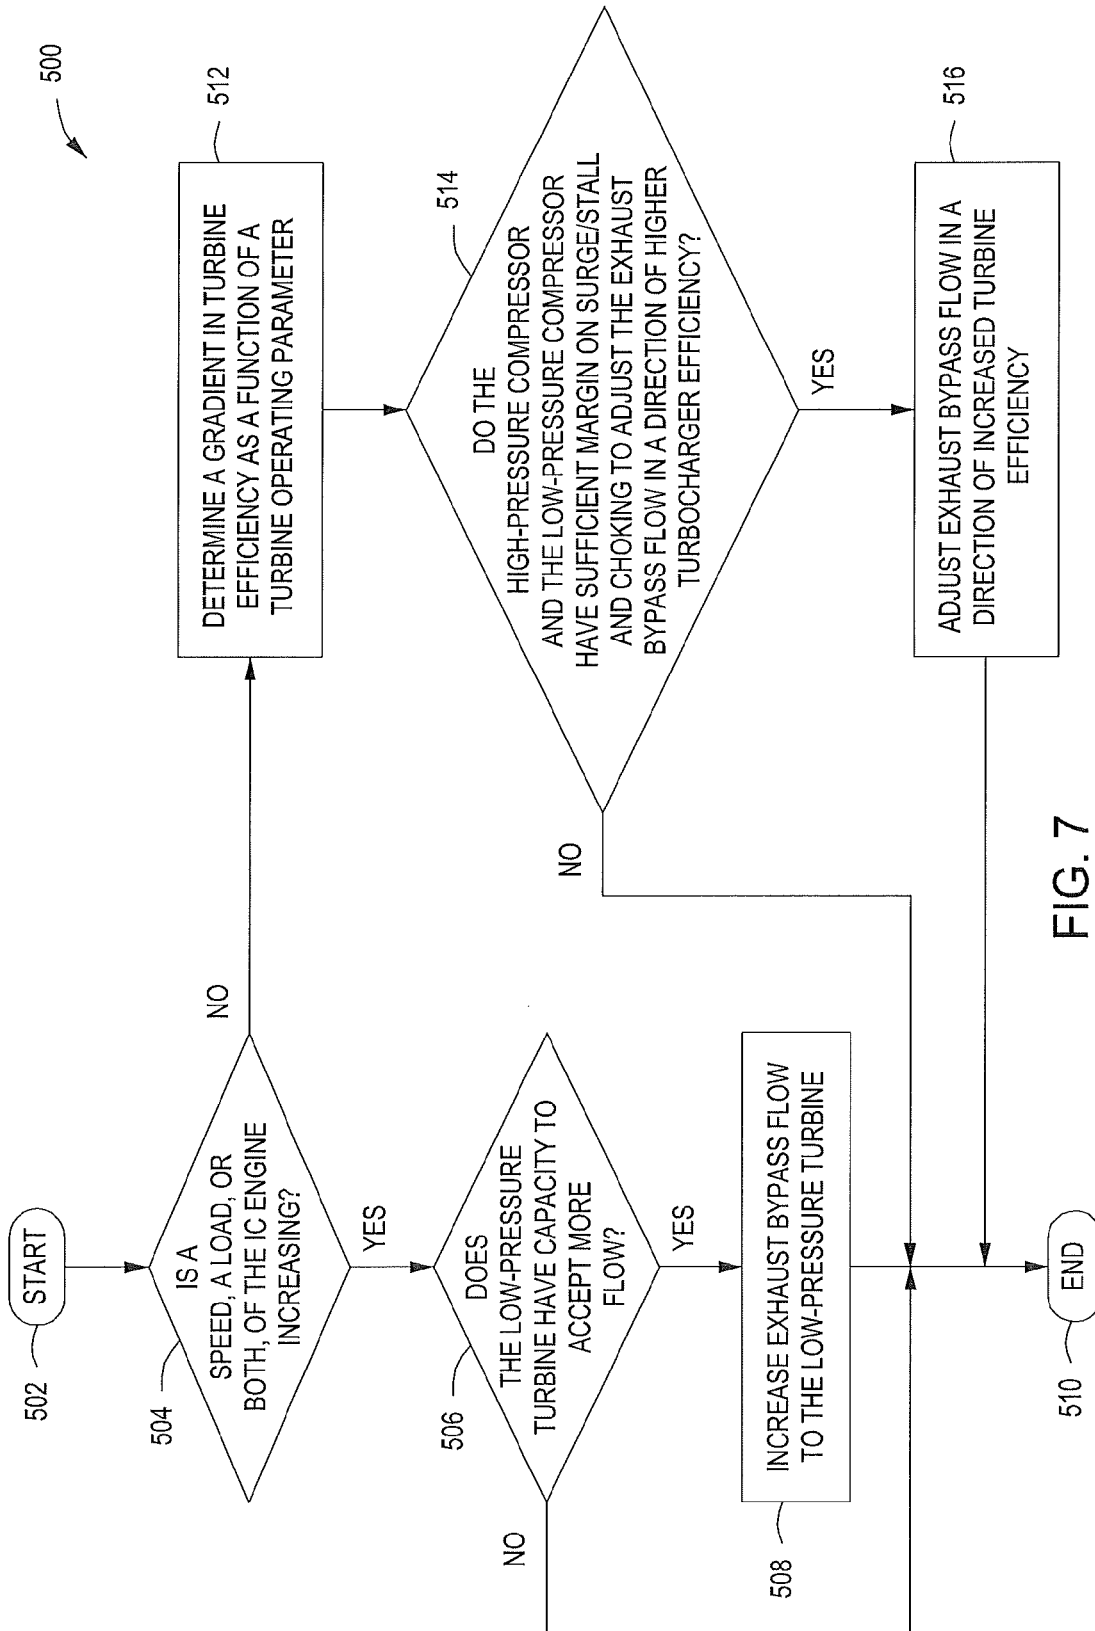 500
START
502
IS A
SPEED, A LOAD, OR
BOTH, OF THE IC ENGINE
INCREASING?
504
NO
YES
DETERMINE A GRADIENT IN TURBINE
EFFICIENCY AS A FUNCTION OF A
TURBINE OPERATING PARAMETER
512
DOES
THE LOW-PRESSURE
TURBINE HAVE CAPACITY TO
ACCEPT MORE
FLOW?
506
NO
YES
DO THE
HIGH-PRESSURE COMPRESSOR
AND THE LOW-PRESSURE COMPRESSOR
HAVE SUFFICIENT MARGIN ON SURGE/STALL
AND CHOKING TO ADJUST THE EXHAUST
BYPASS FLOW IN A DIRECTION OF HIGHER
TURBOCHARGER EFFICIENCY?
514
NO
YES
INCREASE EXHAUST BYPASS FLOW
TO THE LOW-PRESSURE TURBINE
508
ADJUST EXHAUST BYPASS FLOW IN A
DIRECTION OF INCREASED TURBINE
EFFICIENCY
516
END
510
FIG. 7